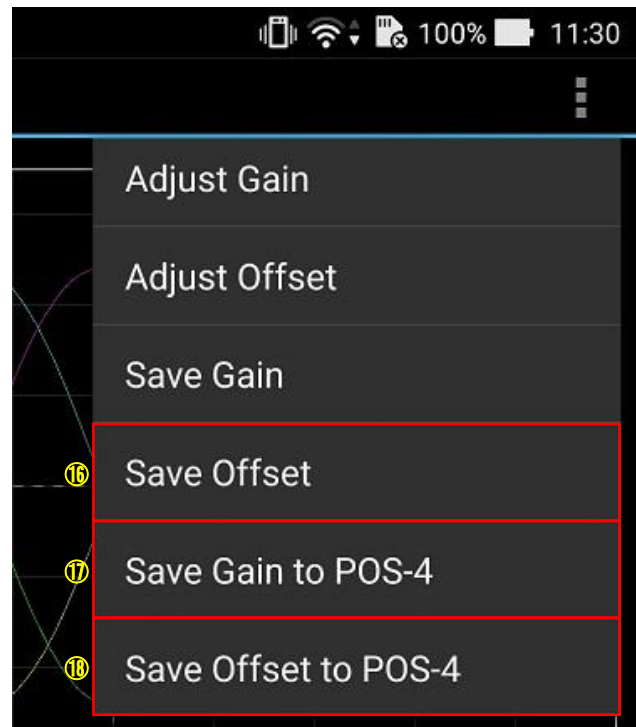 100% 11:30
Adjust Gain
Adjust Offset
Save Gain
⑯ Save Offset
⑰ Save Gain to POS-4
⑱ Save Offset to POS-4